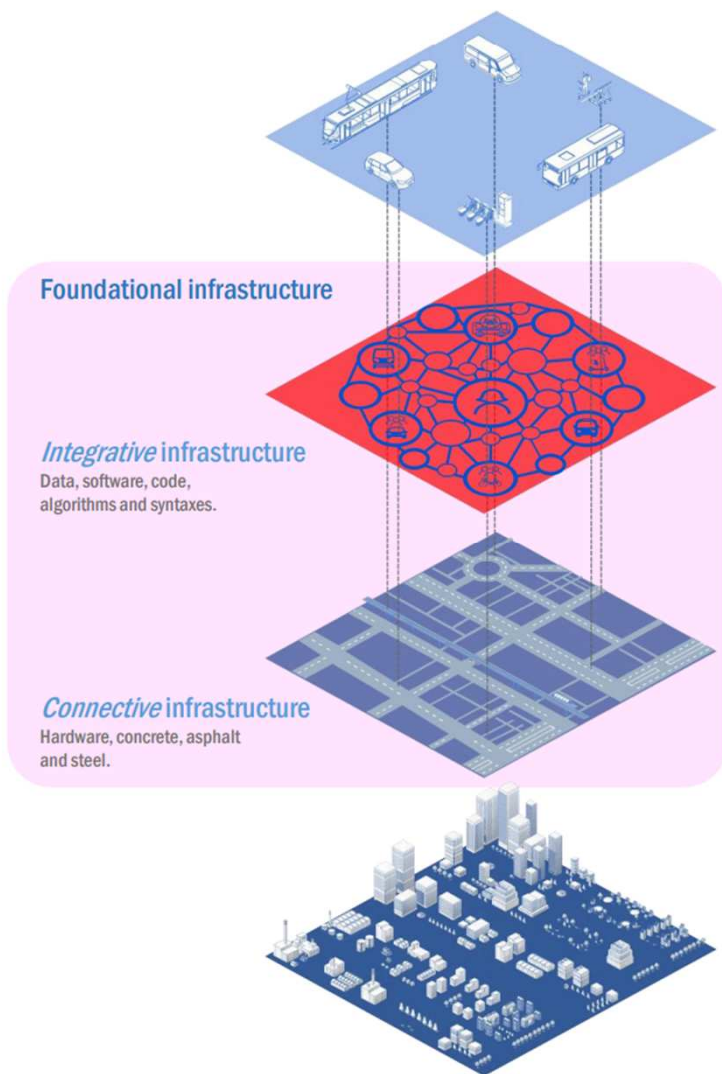 Foundational infrastructure
Integrative infrastructure
Data, software, code,
algorithms and syntaxes.
Connective infrastructure
Hardware, concrete, asphalt
and steel.